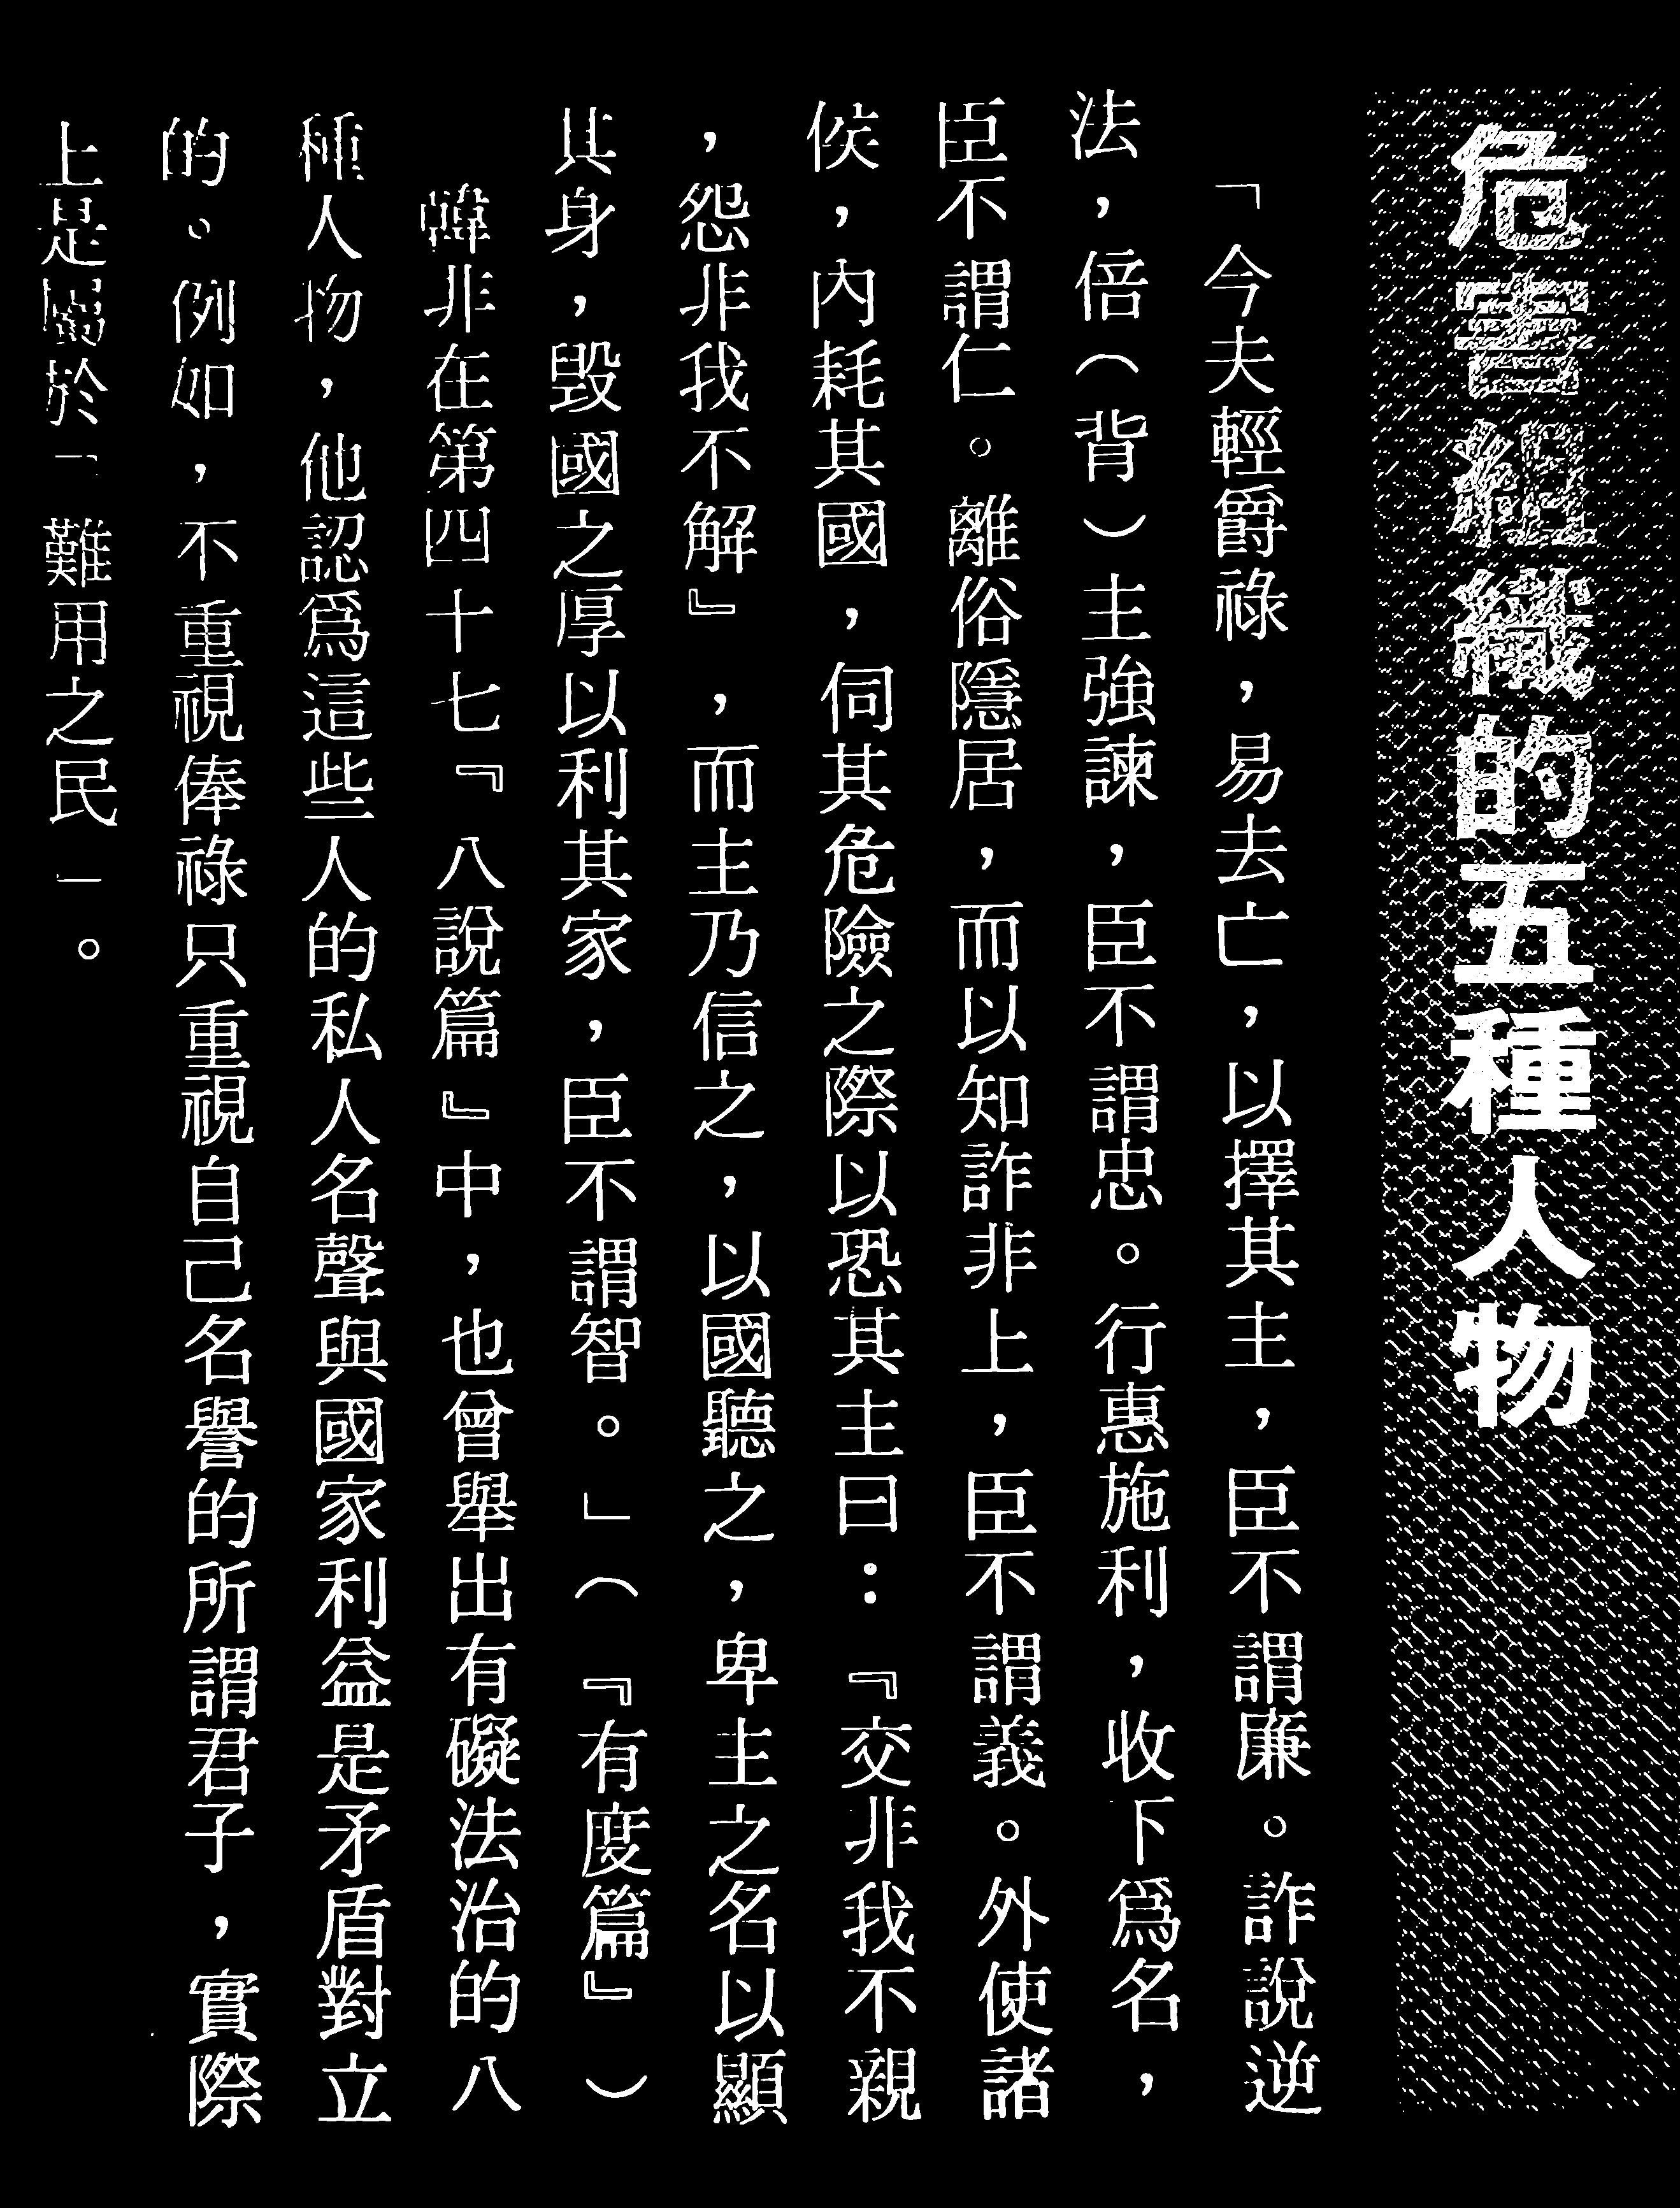 危害組織的五種人物
「今夫輕爵祿，易去亡，以擇其主，臣不謂廉。詐說逆
法，倍（背）主強諫，臣不謂忠。行惠施利，收下爲名，
臣不謂仁。離俗隱居，而以知詐非上，臣不謂義。外使諸
侯，內耗其國，伺其危險之際以恐其主曰：『交非我不親
，怨非我不解』，而主乃信之，以國聽之，卑主之名以顯
其身，毀國之厚以利其家，臣不謂智。」（『有度篇』）
韓非在第四十七『八說篇』中，也曾舉出有礙法治的八
種人物，他認爲這些人的私人名聲與國家利益是矛盾對立
的。例如，不重視俸祿只重視自己名譽的所謂君子，實際
上是屬於「難用之民」。